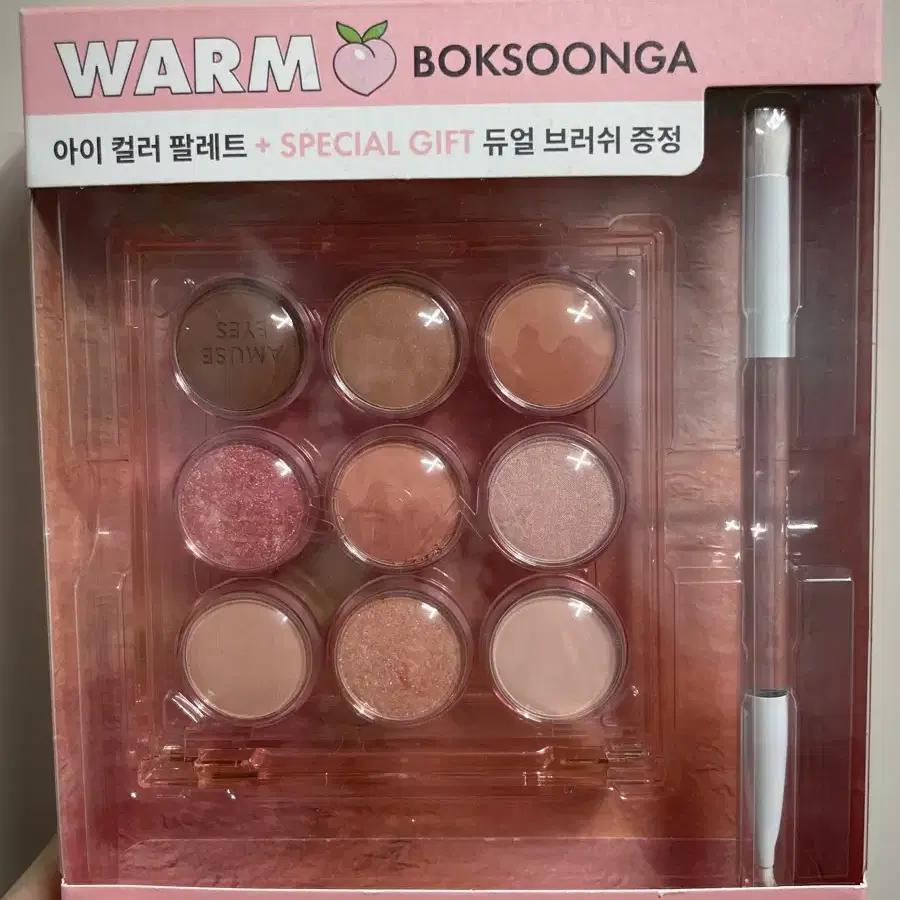 WARM BOKSOONGA
아이 컬러 팔레트 + SPECIAL GIFT 듀얼 브러쉬 증정
AMUSE
EYES